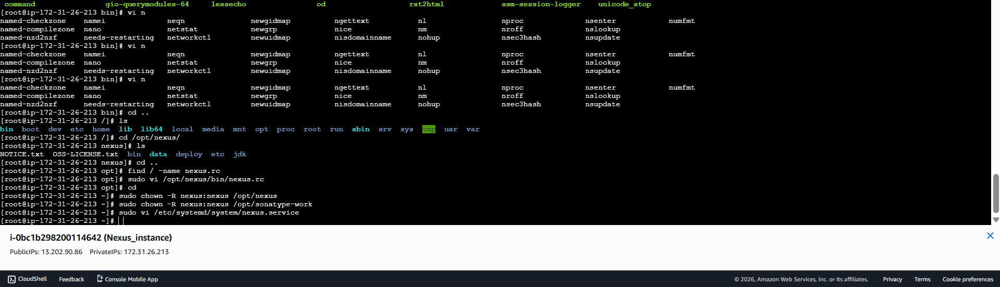 command gio-querymodules-64 lessecho od rst2html ssm-session-logger unicode_stop
[root@ip-172-31-26-213 bin]# vi n
named-checkzone namei neqn newgidmap ngettext nl nproc nsenter numfmt
named-compilezone nano netstat newgrp nice nm nroff nslookup
named-nzd2nzf needs-restarting networkctl newuidmap nisdomainname nohup nsec3hash nsupdate
[root@ip-172-31-26-213 bin]# vi n
named-checkzone namei neqn newgidmap ngettext nl nproc nsenter numfmt
named-compilezone nano netstat newgrp nice nm nroff nslookup
named-nzd2nzf needs-restarting networkctl newuidmap nisdomainname nohup nsec3hash nsupdate
[root@ip-172-31-26-213 bin]# vi n
named-checkzone namei neqn newgidmap ngettext nl nproc nsenter numfmt
named-compilezone nano netstat newgrp nice nm nroff nslookup
named-nzd2nzf needs-restarting networkctl newuidmap nisdomainname nohup nsec3hash nsupdate
[root@ip-172-31-26-213 bin]# cd ..
[root@ip-172-31-26-213 /]# ls
bin boot dev etc home lib lib64 local media mnt opt proc root run sbin srv sys tmp usr var
[root@ip-172-31-26-213 /]# cd /opt/nexus/
[root@ip-172-31-26-213 nexus]# ls
NOTICE.txt OSS-LICENSE.txt bin data deploy etc jdk
[root@ip-172-31-26-213 nexus]# cd ..
[root@ip-172-31-26-213 opt]# find / -name nexus.rc
[root@ip-172-31-26-213 opt]# sudo vi /opt/nexus/bin/nexus.rc
[root@ip-172-31-26-213 opt]# cd
[root@ip-172-31-26-213 ~]# sudo chown -R nexus:nexus /opt/nexus
[root@ip-172-31-26-213 ~]# sudo chown -R nexus:nexus /opt/sonatype-work
[root@ip-172-31-26-213 ~]# sudo vi /etc/systemd/system/nexus.service
[root@ip-172-31-26-213 ~]#
i-0bc1b298200114642 (Nexus_instance)
PublicIPs: 13.202.90.86 PrivateIPs: 172.31.26.213
CloudShell Feedback Console Mobile App © 2026, Amazon Web Services, Inc. or its affiliates. Privacy Terms Cookie preferences